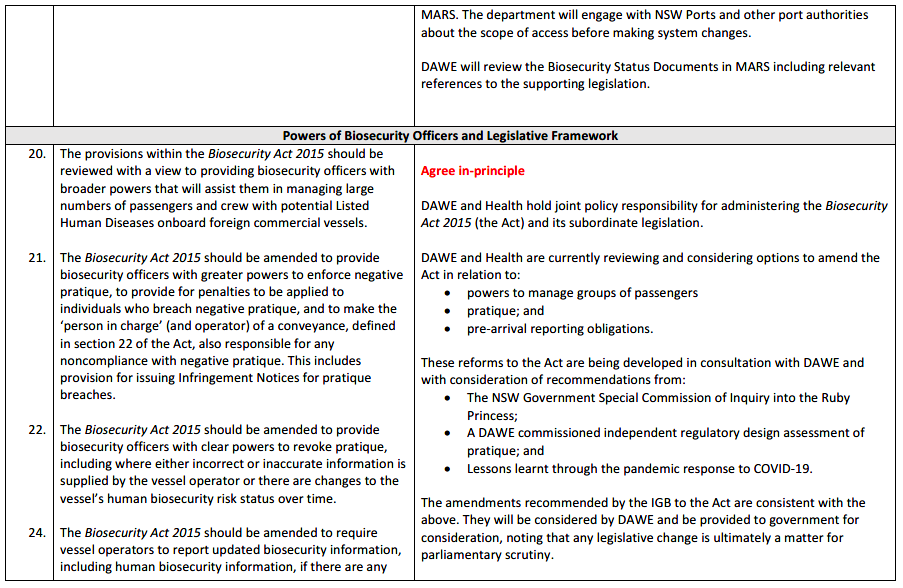 MARS. The department will engage with NSW Ports and other port authorities
about the scope of access before making system changes.
DAWE will review the Biosecurity Status Documents in MARS including relevant
references to the supporting legislation.
Powers of Biosecurity Officers and Legislative Framework
20. The provisions within the Biosecurity Act 2015 should be
reviewed with a view to providing biosecurity officers with
broader powers that will assist them in managing large
numbers of passengers and crew with potential Listed
Human Diseases onboard foreign commercial vessels.
21. The Biosecurity Act 2015 should be amended to provide
biosecurity officers with greater powers to enforce negative
pratique, to provide for penalties to be applied to
individuals who breach negative pratique, and to make the
‘person in charge’ (and operator) of a conveyance, defined
in section 22 of the Act, also responsible for any
noncompliance with negative pratique. This includes
provision for issuing Infringement Notices for pratique
breaches.
22. The Biosecurity Act 2015 should be amended to provide
biosecurity officers with clear powers to revoke pratique,
including where either incorrect or inaccurate information is
supplied by the vessel operator or there are changes to the
vessel’s human biosecurity risk status over time.
24. The Biosecurity Act 2015 should be amended to require
vessel operators to report updated biosecurity information,
including human biosecurity information, if there are any
Agree in-principle
DAWE and Health hold joint policy responsibility for administering the Biosecurity
Act 2015 (the Act) and its subordinate legislation.
DAWE and Health are currently reviewing and considering options to amend the
Act in relation to:
• powers to manage groups of passengers
• pratique; and
• pre-arrival reporting obligations.
These reforms to the Act are being developed in consultation with DAWE and
with consideration of recommendations from:
• The NSW Government Special Commission of Inquiry into the Ruby
Princess;
• A DAWE commissioned independent regulatory design assessment of
pratique; and
• Lessons learnt through the pandemic response to COVID-19.
The amendments recommended by the IGB to the Act are consistent with the
above. They will be considered by DAWE and be provided to government for
consideration, noting that any legislative change is ultimately a matter for
parliamentary scrutiny.